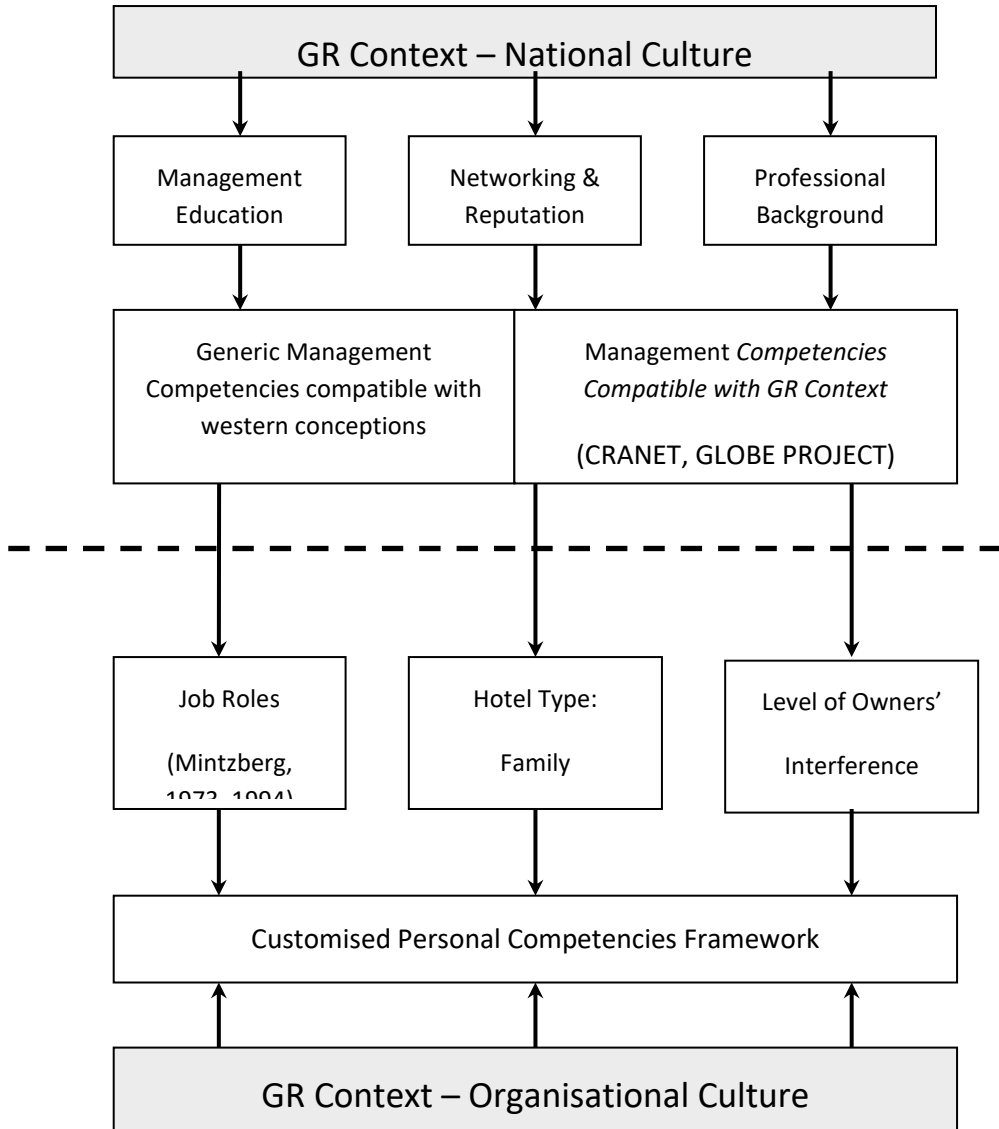 GR Context – National Culture
Management
Education
Networking &
Reputation
Professional
Background
Generic Management
Competencies compatible with
western conceptions
Management Competencies
Compatible with GR Context
(CRANET, GLOBE PROJECT)
Job Roles
(Mintzberg,
1973, 1994)
Hotel Type:
Family
Level of Owners’
Interference
Customised Personal Competencies Framework
GR Context – Organisational Culture